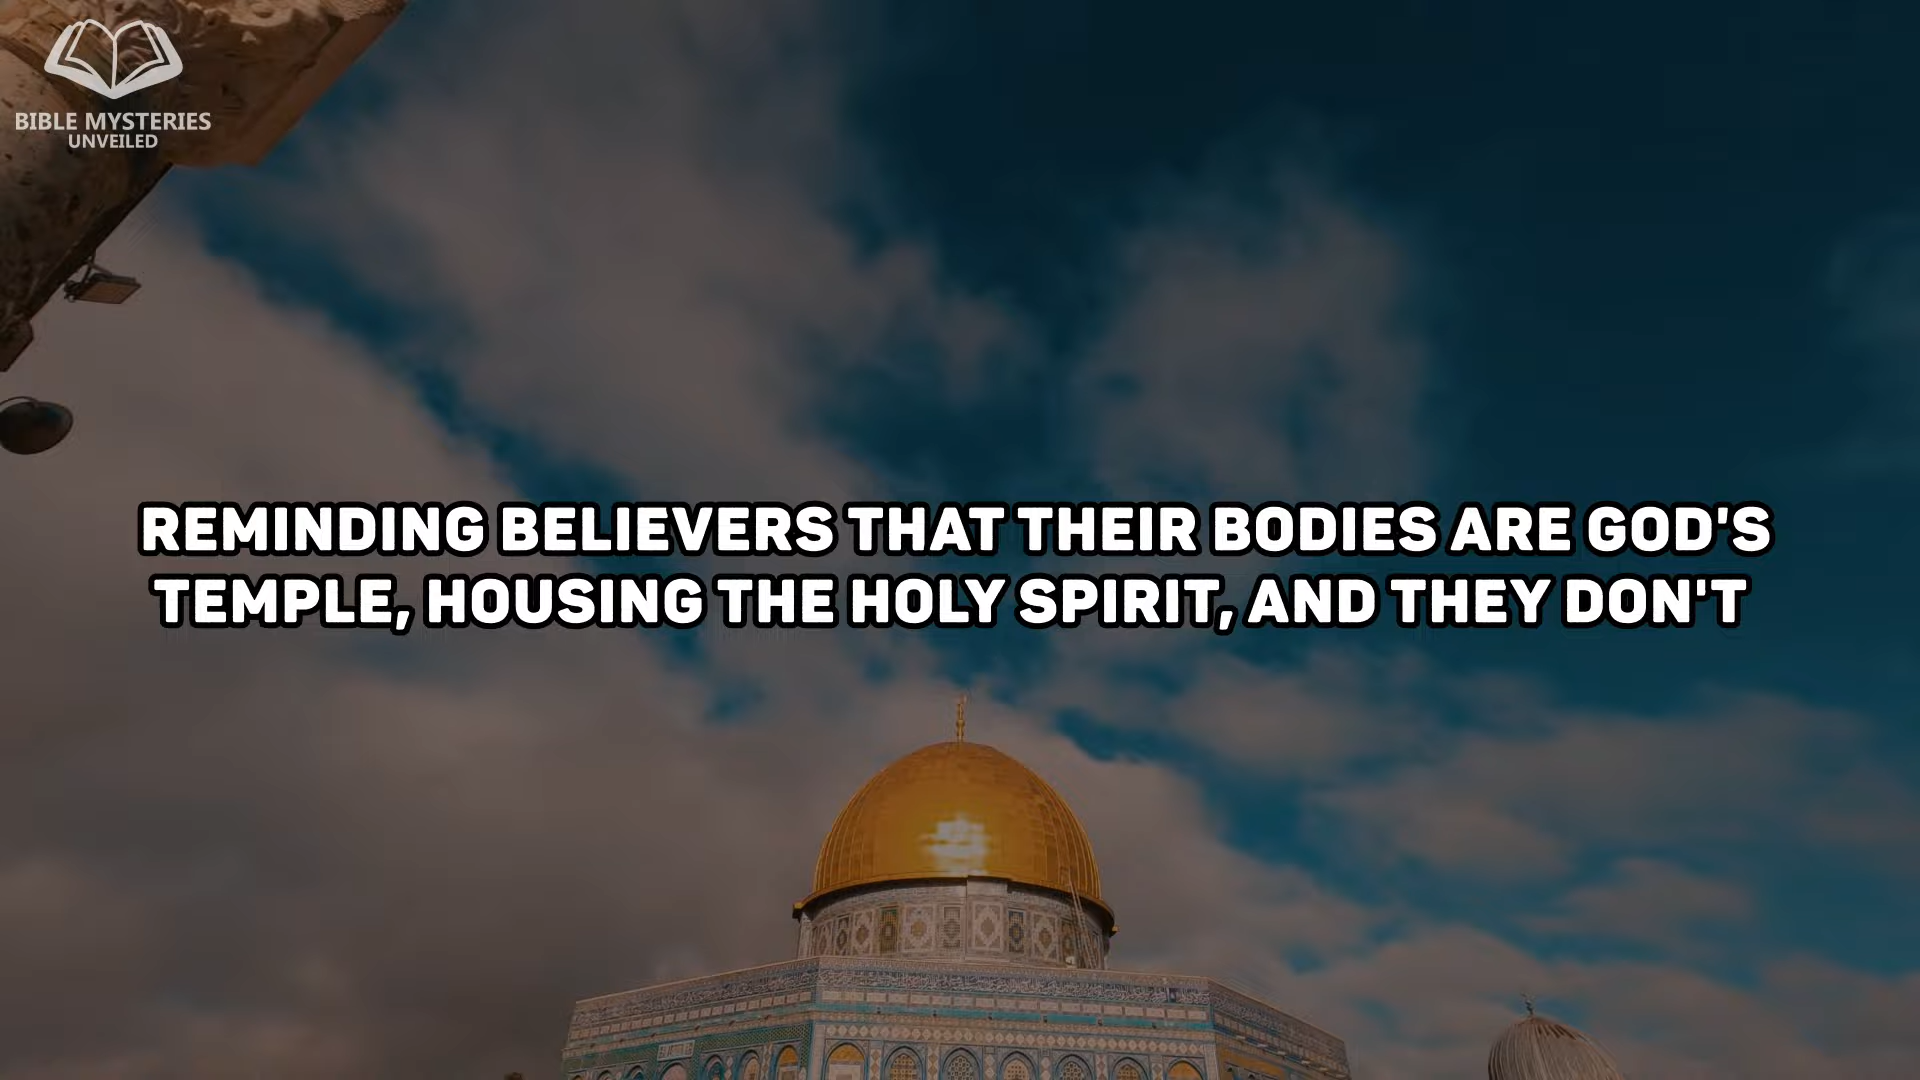 BIBLE MYSTERIES
UNVEILED
REMINDING BELIEVERS THAT THEIR BODIES ARE GOD'S
TEMPLE, HOUSING THE HOLY SPIRIT, AND THEY DON'T